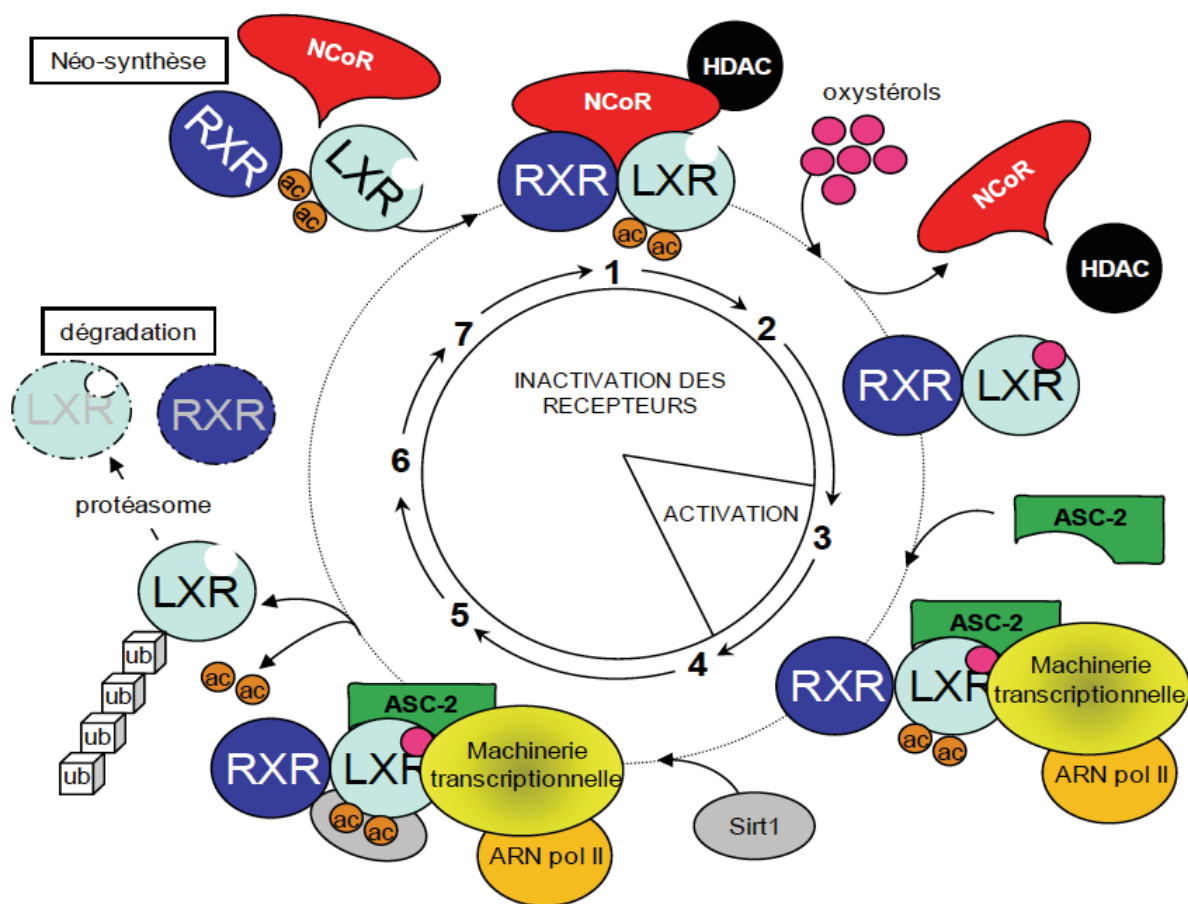 Néo-synthèse
NCoR
RXR
LXR
ac
ac
NCoR
HDAC
RXR
LXR
ac
ac
oxystérols
NCoR
HDAC
RXR
LXR
ASC-2
ASC-2
RXR
LXR
Machinerie
transcriptionnelle
ac
ac
ARN pol II
Sirt1
ASC-2
RXR
LXR
Machinerie
transcriptionnelle
ac
ac
ARN pol II
ac
ac
LXR
ub
ub
ub
ub
protéasome
dégradation
LXR
RXR
1
2
3
4
5
6
7
INACTIVATION DES
RECEPTEURS
ACTIVATION